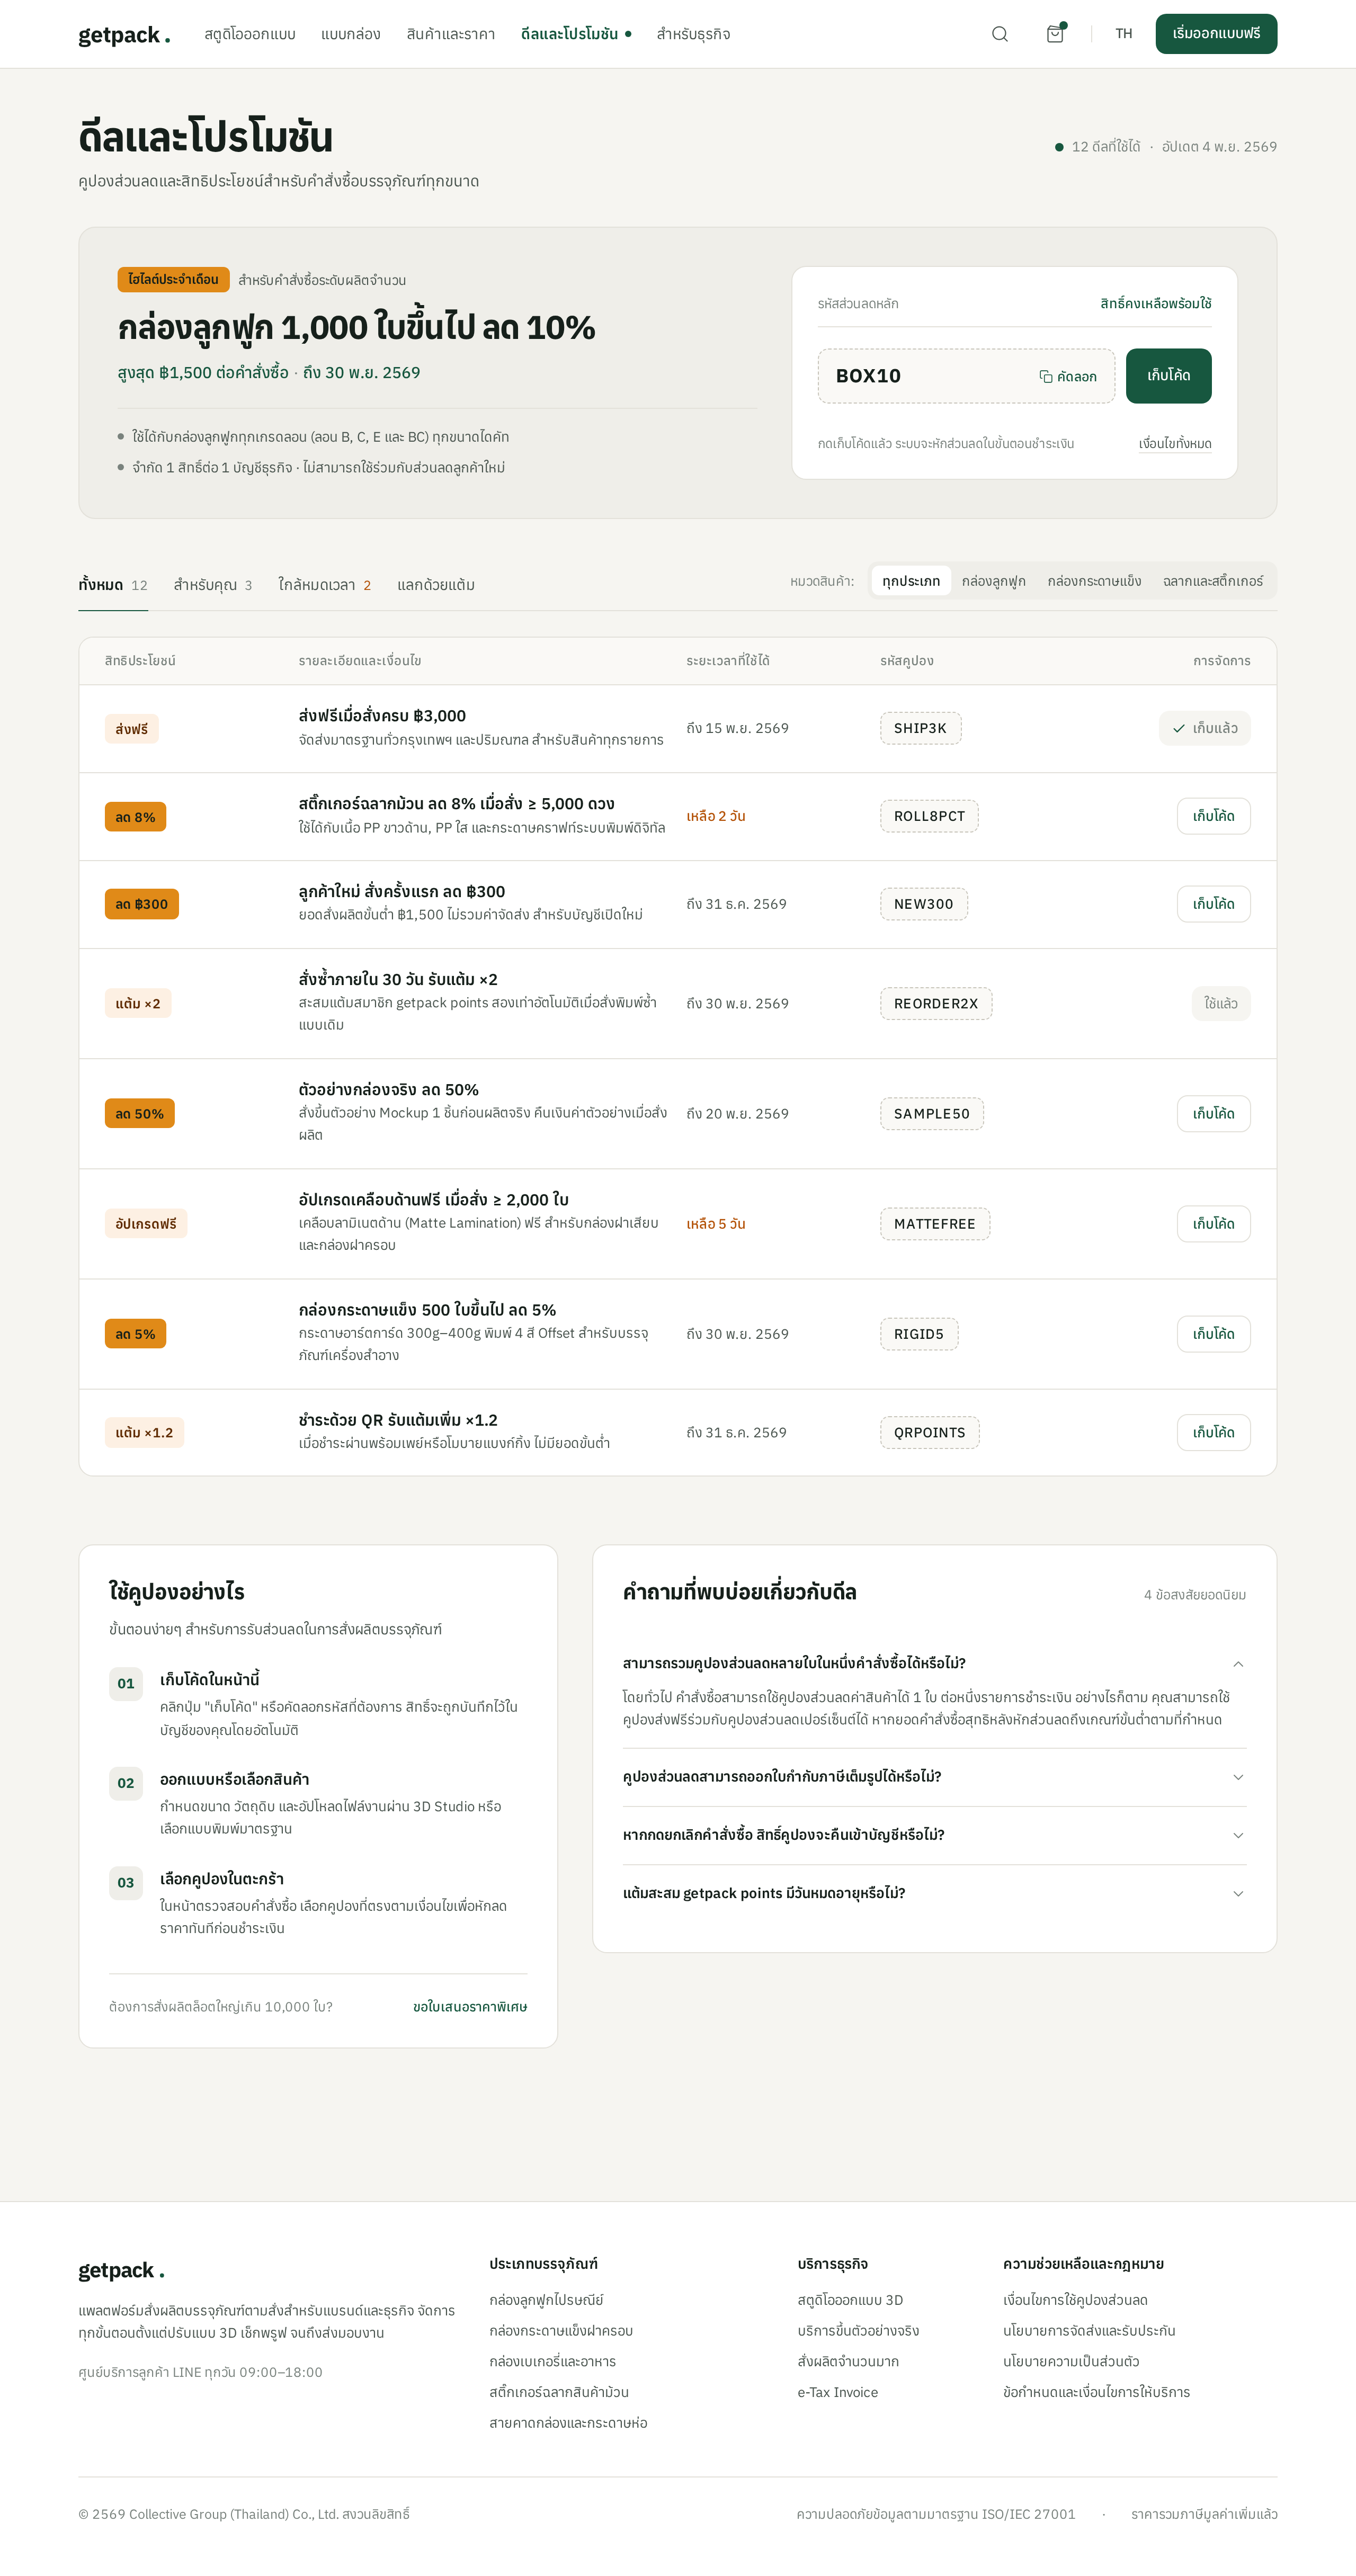 getpack .
สตูดิโอออกแบบ
แบบกล่อง
สินค้าและราคา
ดีลและโปรโมชัน
สำหรับธุรกิจ
TH
เริ่มออกแบบฟรี
ดีลและโปรโมชัน
12 ดีลที่ใช้ได้ · อัปเดต 4 พ.ย. 2569
คูปองส่วนลดและสิทธิประโยชน์สำหรับคำสั่งซื้อบรรจุภัณฑ์ทุกขนาด
ไฮไลต์ประจำเดือน
สำหรับคำสั่งซื้อระดับผลิตจำนวน
กล่องลูกฟูก 1,000 ใบขึ้นไป ลด 10%
สูงสุด ฿1,500 ต่อคำสั่งซื้อ · ถึง 30 พ.ย. 2569
ใช้ได้กับกล่องลูกฟูกทุกเกรดลอน (ลอน B, C, E และ BC) ทุกขนาดไดคัท
จำกัด 1 สิทธิ์ต่อ 1 บัญชีธุรกิจ · ไม่สามารถใช้ร่วมกับส่วนลดลูกค้าใหม่
รหัสส่วนลดหลัก
สิทธิ์คงเหลือพร้อมใช้
BOX10
คัดลอก
เก็บโค้ด
กดเก็บโค้ดแล้ว ระบบจะหักส่วนลดในขั้นตอนชำระเงิน
เงื่อนไขทั้งหมด
ทั้งหมด 12
สำหรับคุณ 3
ใกล้หมดเวลา 2
แลกด้วยแต้ม
หมวดสินค้า:
ทุกประเภท
กล่องลูกฟูก
กล่องกระดาษแข็ง
ฉลากและสติ๊กเกอร์
สิทธิประโยชน์
รายละเอียดและเงื่อนไข
ระยะเวลาที่ใช้ได้
รหัสคูปอง
การจัดการ
ส่งฟรี
ส่งฟรีเมื่อสั่งครบ ฿3,000
จัดส่งมาตรฐานทั่วกรุงเทพฯ และปริมณฑล สำหรับสินค้าทุกรายการ
ถึง 15 พ.ย. 2569
SHIP3K
เก็บแล้ว
ลด 8%
สติ๊กเกอร์ฉลากม้วน ลด 8% เมื่อสั่ง ≥ 5,000 ดวง
ใช้ได้กับเนื้อ PP ขาวด้าน, PP ใส และกระดาษคราฟท์ระบบพิมพ์ดิจิทัล
เหลือ 2 วัน
ROLL8PCT
เก็บโค้ด
ลด ฿300
ลูกค้าใหม่ สั่งครั้งแรก ลด ฿300
ยอดสั่งผลิตขั้นต่ำ ฿1,500 ไม่รวมค่าจัดส่ง สำหรับบัญชีเปิดใหม่
ถึง 31 ธ.ค. 2569
NEW300
เก็บโค้ด
แต้ม ×2
สั่งซ้ำภายใน 30 วัน รับแต้ม ×2
สะสมแต้มสมาชิก getpack points สองเท่าอัตโนมัติเมื่อสั่งพิมพ์ซ้ำ
แบบเดิม
ถึง 30 พ.ย. 2569
REORDER2X
ใช้แล้ว
ลด 50%
ตัวอย่างกล่องจริง ลด 50%
สั่งขึ้นตัวอย่าง Mockup 1 ชิ้นก่อนผลิตจริง คืนเงินค่าตัวอย่างเมื่อสั่ง
ผลิต
ถึง 20 พ.ย. 2569
SAMPLE50
เก็บโค้ด
อัปเกรดฟรี
อัปเกรดเคลือบด้านฟรี เมื่อสั่ง ≥ 2,000 ใบ
เคลือบลามิเนตด้าน (Matte Lamination) ฟรี สำหรับกล่องฝาเสียบ
และกล่องฝาครอบ
เหลือ 5 วัน
MATTEFREE
เก็บโค้ด
ลด 5%
กล่องกระดาษแข็ง 500 ใบขึ้นไป ลด 5%
กระดาษอาร์ตการ์ด 300g–400g พิมพ์ 4 สี Offset สำหรับบรรจุ
ภัณฑ์เครื่องสำอาง
ถึง 30 พ.ย. 2569
RIGID5
เก็บโค้ด
แต้ม ×1.2
ชำระด้วย QR รับแต้มเพิ่ม ×1.2
เมื่อชำระผ่านพร้อมเพย์หรือโมบายแบงก์กิ้ง ไม่มียอดขั้นต่ำ
ถึง 31 ธ.ค. 2569
QRPOINTS
เก็บโค้ด
ใช้คูปองอย่างไร
ขั้นตอนง่ายๆ สำหรับการรับส่วนลดในการสั่งผลิตบรรจุภัณฑ์
01
เก็บโค้ดในหน้านี้
คลิกปุ่ม "เก็บโค้ด" หรือคัดลอกรหัสที่ต้องการ สิทธิ์จะถูกบันทึกไว้ใน
บัญชีของคุณโดยอัตโนมัติ
02
ออกแบบหรือเลือกสินค้า
กำหนดขนาด วัตถุดิบ และอัปโหลดไฟล์งานผ่าน 3D Studio หรือ
เลือกแบบพิมพ์มาตรฐาน
03
เลือกคูปองในตะกร้า
ในหน้าตรวจสอบคำสั่งซื้อ เลือกคูปองที่ตรงตามเงื่อนไขเพื่อหักลด
ราคาทันทีก่อนชำระเงิน
ต้องการสั่งผลิตล็อตใหญ่เกิน 10,000 ใบ?
ขอใบเสนอราคาพิเศษ
คำถามที่พบบ่อยเกี่ยวกับดีล
4 ข้อสงสัยยอดนิยม
สามารถรวมคูปองส่วนลดหลายใบในหนึ่งคำสั่งซื้อได้หรือไม่?
โดยทั่วไป คำสั่งซื้อสามารถใช้คูปองส่วนลดค่าสินค้าได้ 1 ใบ ต่อหนึ่งรายการชำระเงิน อย่างไรก็ตาม คุณสามารถใช้
คูปองส่งฟรีร่วมกับคูปองส่วนลดเปอร์เซ็นต์ได้ หากยอดคำสั่งซื้อสุทธิหลังหักส่วนลดถึงเกณฑ์ขั้นต่ำตามที่กำหนด
คูปองส่วนลดสามารถออกใบกำกับภาษีเต็มรูปได้หรือไม่?
หากกดยกเลิกคำสั่งซื้อ สิทธิ์คูปองจะคืนเข้าบัญชีหรือไม่?
แต้มสะสม getpack points มีวันหมดอายุหรือไม่?
getpack .
แพลตฟอร์มสั่งผลิตบรรจุภัณฑ์ตามสั่งสำหรับแบรนด์และธุรกิจ จัดการ
ทุกขั้นตอนตั้งแต่ปรับแบบ 3D เช็กพรูฟ จนถึงส่งมอบงาน
ศูนย์บริการลูกค้า LINE ทุกวัน 09:00–18:00
ประเภทบรรจุภัณฑ์
กล่องลูกฟูกไปรษณีย์
กล่องกระดาษแข็งฝาครอบ
กล่องเบเกอรี่และอาหาร
สติ๊กเกอร์ฉลากสินค้าม้วน
สายคาดกล่องและกระดาษห่อ
บริการธุรกิจ
สตูดิโอออกแบบ 3D
บริการขึ้นตัวอย่างจริง
สั่งผลิตจำนวนมาก
e-Tax Invoice
ความช่วยเหลือและกฎหมาย
เงื่อนไขการใช้คูปองส่วนลด
นโยบายการจัดส่งและรับประกัน
นโยบายความเป็นส่วนตัว
ข้อกำหนดและเงื่อนไขการให้บริการ
© 2569 Collective Group (Thailand) Co., Ltd. สงวนลิขสิทธิ์
ความปลอดภัยข้อมูลตามมาตรฐาน ISO/IEC 27001 · ราคารวมภาษีมูลค่าเพิ่มแล้ว